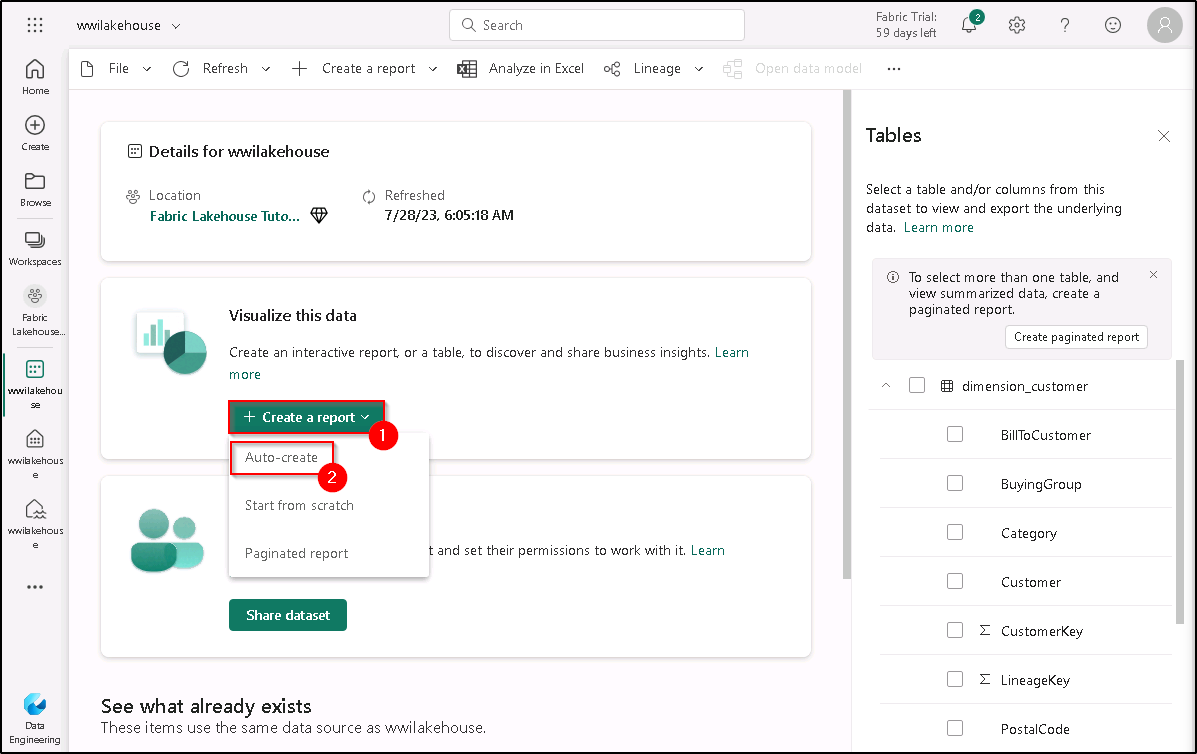 wwilakehouse
Search
Fabric Trial:
59 days left
2
File
Refresh
Create a report
Analyze in Excel
Lineage
Open data model
Home
Create
Browse
Workspaces
Fabric
Lakehouse...
wwilakehou
se
wwilakehous
e
wwilakehous
e
Data
Engineering
Details for wwilakehouse
Location
Fabric Lakehouse Tuto...
Refreshed
7/28/23, 6:05:18 AM
Visualize this data
Create an interactive report, or a table, to discover and share business insights. Learn
more
+ Create a report
1
Auto-create
2
Start from scratch
Paginated report
t and set their permissions to work with it. Learn
Share dataset
See what already exists
These items use the same data source as wwilakehouse.
Tables
Select a table and/or columns from this
dataset to view and export the underlying
data. Learn more
To select more than one table, and
view summarized data, create a
paginated report.
Create paginated report
dimension_customer
BillToCustomer
BuyingGroup
Category
Customer
Σ CustomerKey
Σ LineageKey
PostalCode